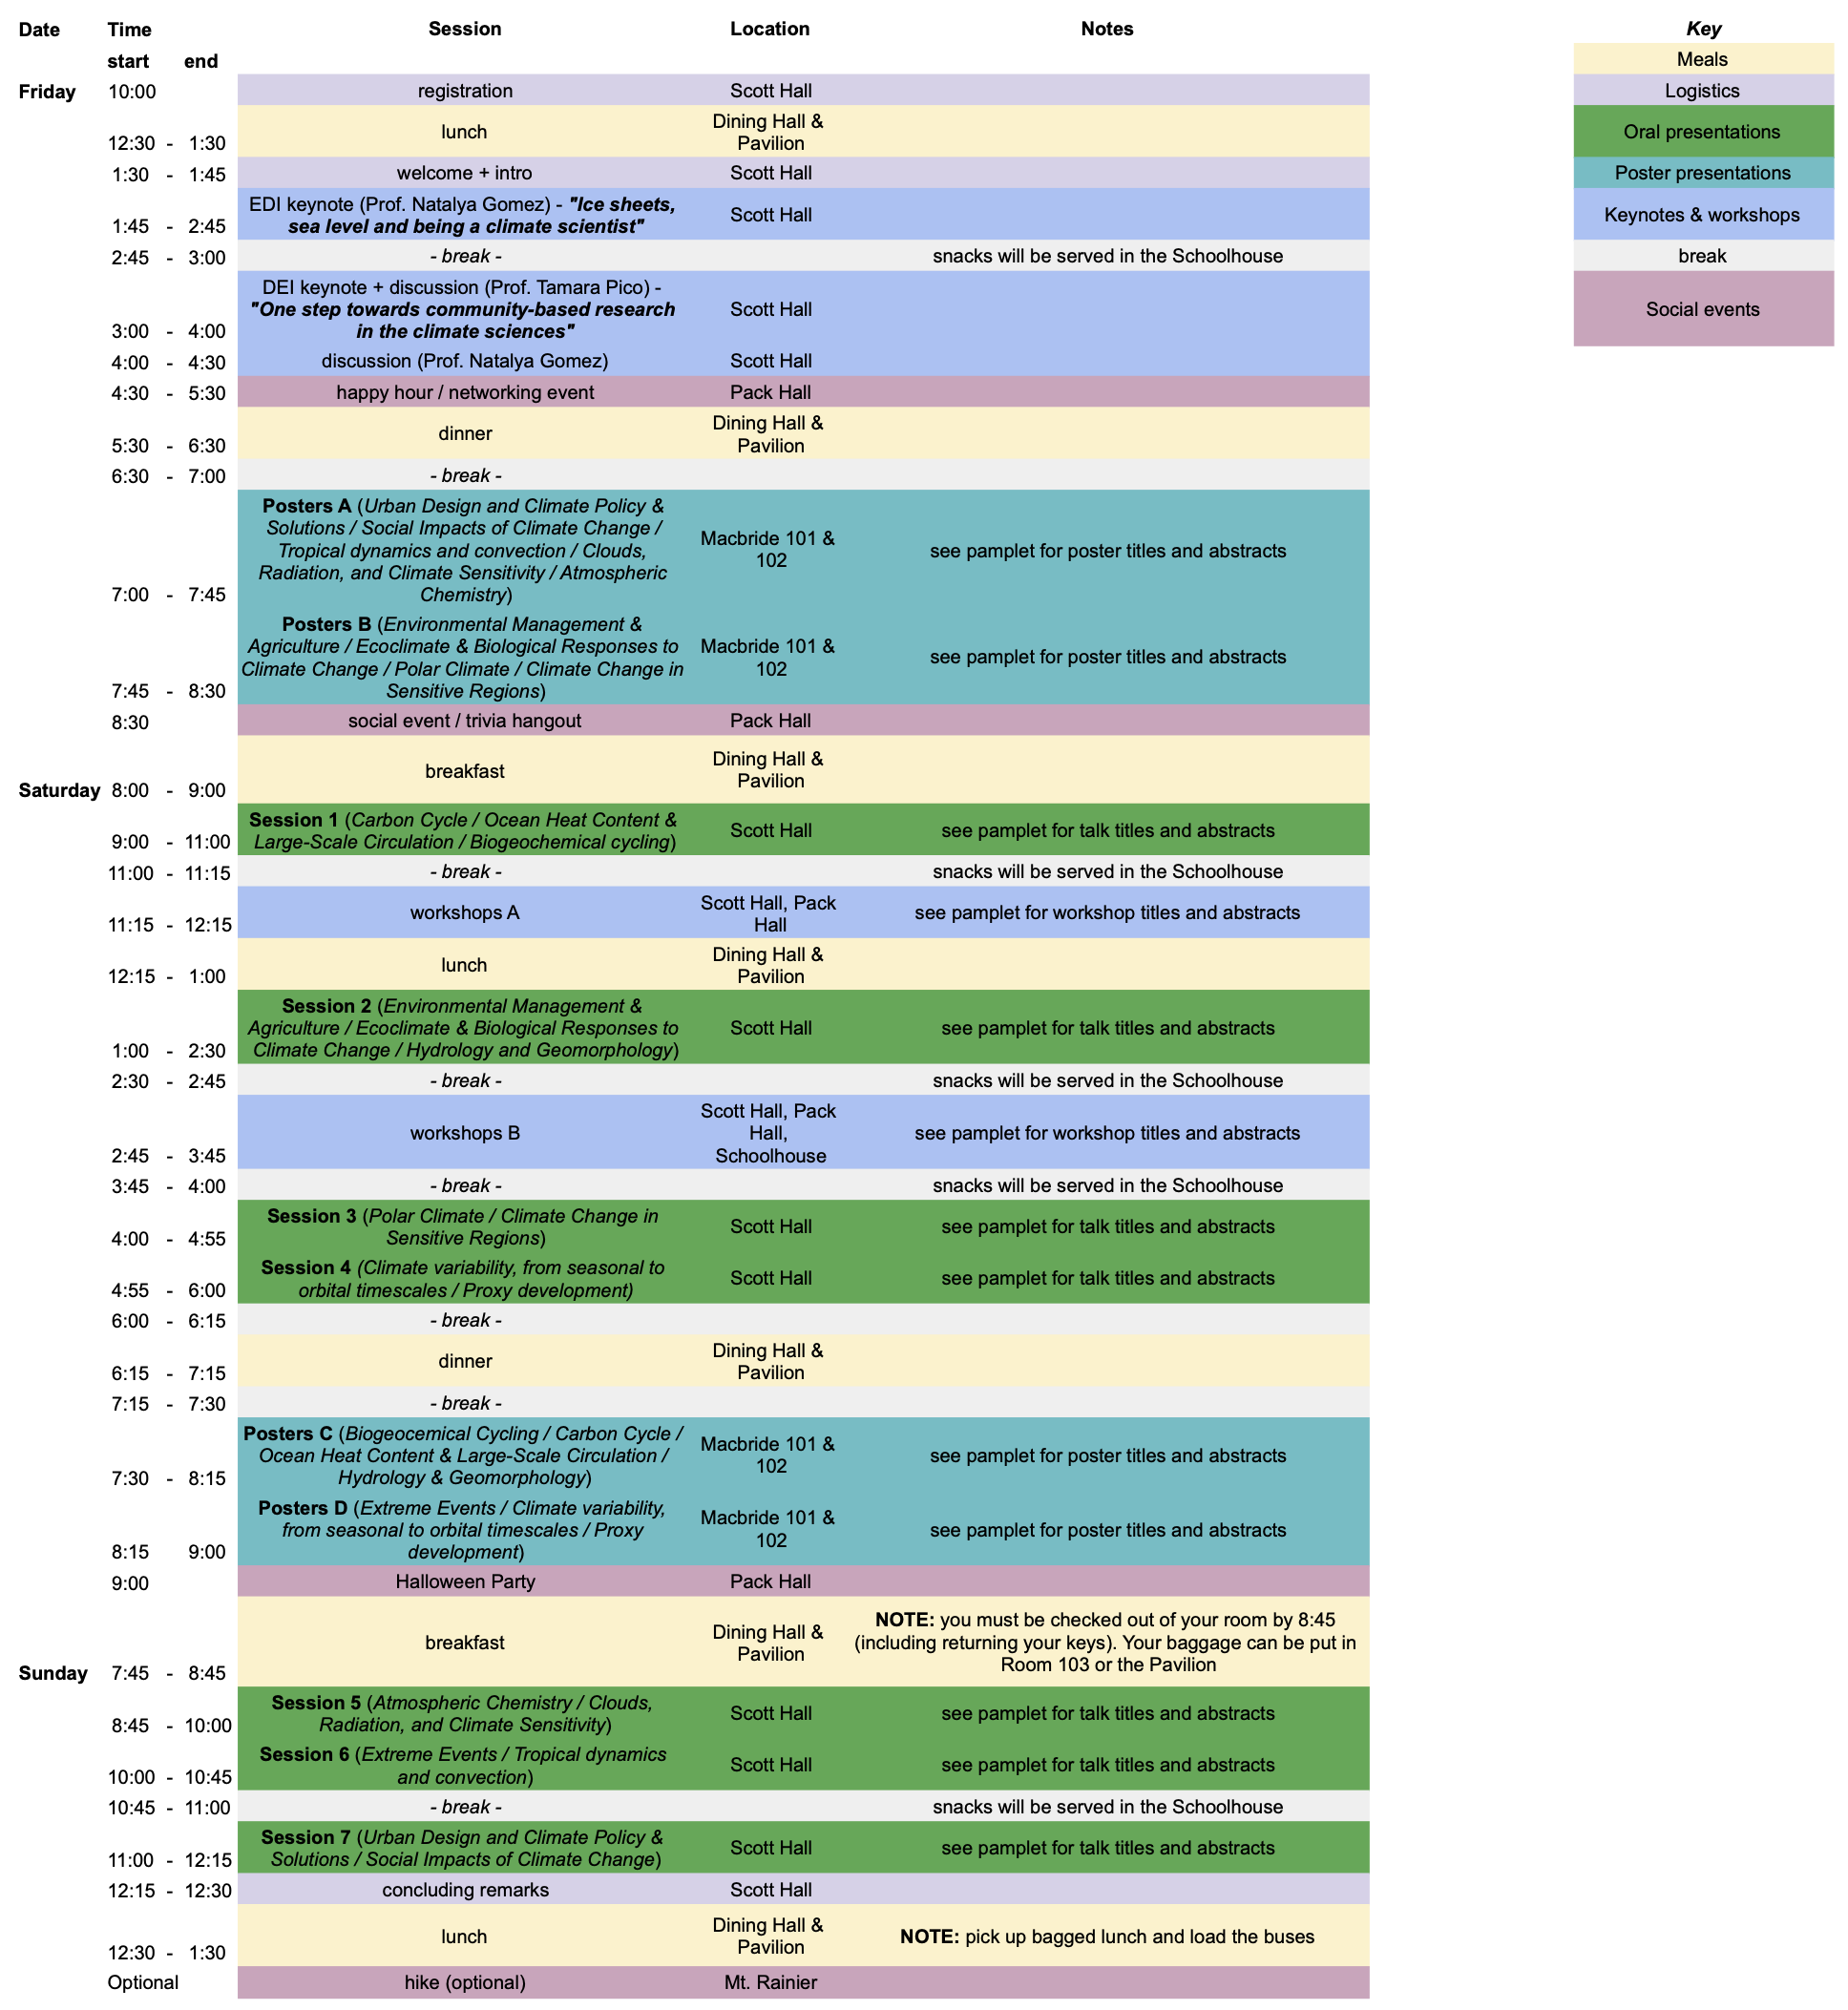 Date Time Session Location Notes Key
start end Meals
Friday 10:00 registration Scott Hall Logistics
lunch Dining Hall &
Pavilion Oral presentations
12:30 - 1:30
1:30 - 1:45 welcome + intro Scott Hall Poster presentations
EDI keynote (Prof. Natalya Gomez) - "Ice sheets,
sea level and being a climate scientist" Scott Hall Keynotes & workshops
1:45 - 2:45
2:45 - 3:00 - break - snacks will be served in the Schoolhouse break
DEI keynote + discussion (Prof. Tamara Pico) -
"One step towards community-based research
in the climate sciences" Scott Hall Social events
3:00 - 4:00
4:00 - 4:30 discussion (Prof. Natalya Gomez) Scott Hall
4:30 - 5:30 happy hour / networking event Pack Hall
dinner Dining Hall &
Pavilion
5:30 - 6:30
6:30 - 7:00 - break -
Posters A (Urban Design and Climate Policy &
Solutions / Social Impacts of Climate Change /
Tropical dynamics and convection / Clouds,
Radiation, and Climate Sensitivity / Atmospheric
Chemistry) Macbride 101 &
102 see pamplet for poster titles and abstracts
7:00 - 7:45
Posters B (Environmental Management &
Agriculture / Ecoclimate & Biological Responses to
Climate Change / Polar Climate / Climate Change in
Sensitive Regions) Macbride 101 &
102 see pamplet for poster titles and abstracts
7:45 - 8:30
8:30 social event / trivia hangout Pack Hall
breakfast Dining Hall &
Pavilion
Saturday 8:00 - 9:00
Session 1 (Carbon Cycle / Ocean Heat Content &
Large-Scale Circulation / Biogeochemical cycling) Scott Hall see pamplet for talk titles and abstracts
9:00 - 11:00
11:00 - 11:15 - break - snacks will be served in the Schoolhouse
workshops A Scott Hall, Pack
Hall see pamplet for workshop titles and abstracts
11:15 - 12:15
lunch Dining Hall &
Pavilion
12:15 - 1:00
Session 2 (Environmental Management &
Agriculture / Ecoclimate & Biological Responses to
Climate Change / Hydrology and Geomorphology) Scott Hall see pamplet for talk titles and abstracts
1:00 - 2:30
2:30 - 2:45 - break - snacks will be served in the Schoolhouse
workshops B Scott Hall, Pack
Hall,
Schoolhouse see pamplet for workshop titles and abstracts
2:45 - 3:45
3:45 - 4:00 - break - snacks will be served in the Schoolhouse
Session 3 (Polar Climate / Climate Change in
Sensitive Regions) Scott Hall see pamplet for talk titles and abstracts
4:00 - 4:55
Session 4 (Climate variability, from seasonal to
orbital timescales / Proxy development) Scott Hall see pamplet for talk titles and abstracts
4:55 - 6:00
6:00 - 6:15 - break -
dinner Dining Hall &
Pavilion
6:15 - 7:15
7:15 - 7:30 - break -
Posters C (Biogeocemical Cycling / Carbon Cycle /
Ocean Heat Content & Large-Scale Circulation /
Hydrology & Geomorphology) Macbride 101 &
102 see pamplet for poster titles and abstracts
7:30 - 8:15
Posters D (Extreme Events / Climate variability,
from seasonal to orbital timescales / Proxy
development) Macbride 101 &
102 see pamplet for poster titles and abstracts
8:15 9:00
9:00 Halloween Party Pack Hall
breakfast Dining Hall &
Pavilion NOTE: you must be checked out of your room by 8:45
(including returning your keys). Your baggage can be put in
Room 103 or the Pavilion
Sunday 7:45 - 8:45
Session 5 (Atmospheric Chemistry / Clouds,
Radiation, and Climate Sensitivity) Scott Hall see pamplet for talk titles and abstracts
8:45 - 10:00
Session 6 (Extreme Events / Tropical dynamics
and convection) Scott Hall see pamplet for talk titles and abstracts
10:00 - 10:45
10:45 - 11:00 - break - snacks will be served in the Schoolhouse
Session 7 (Urban Design and Climate Policy &
Solutions / Social Impacts of Climate Change) Scott Hall see pamplet for talk titles and abstracts
11:00 - 12:15
12:15 - 12:30 concluding remarks Scott Hall
lunch Dining Hall &
Pavilion NOTE: pick up bagged lunch and load the buses
12:30 - 1:30
Optional hike (optional) Mt. Rainier